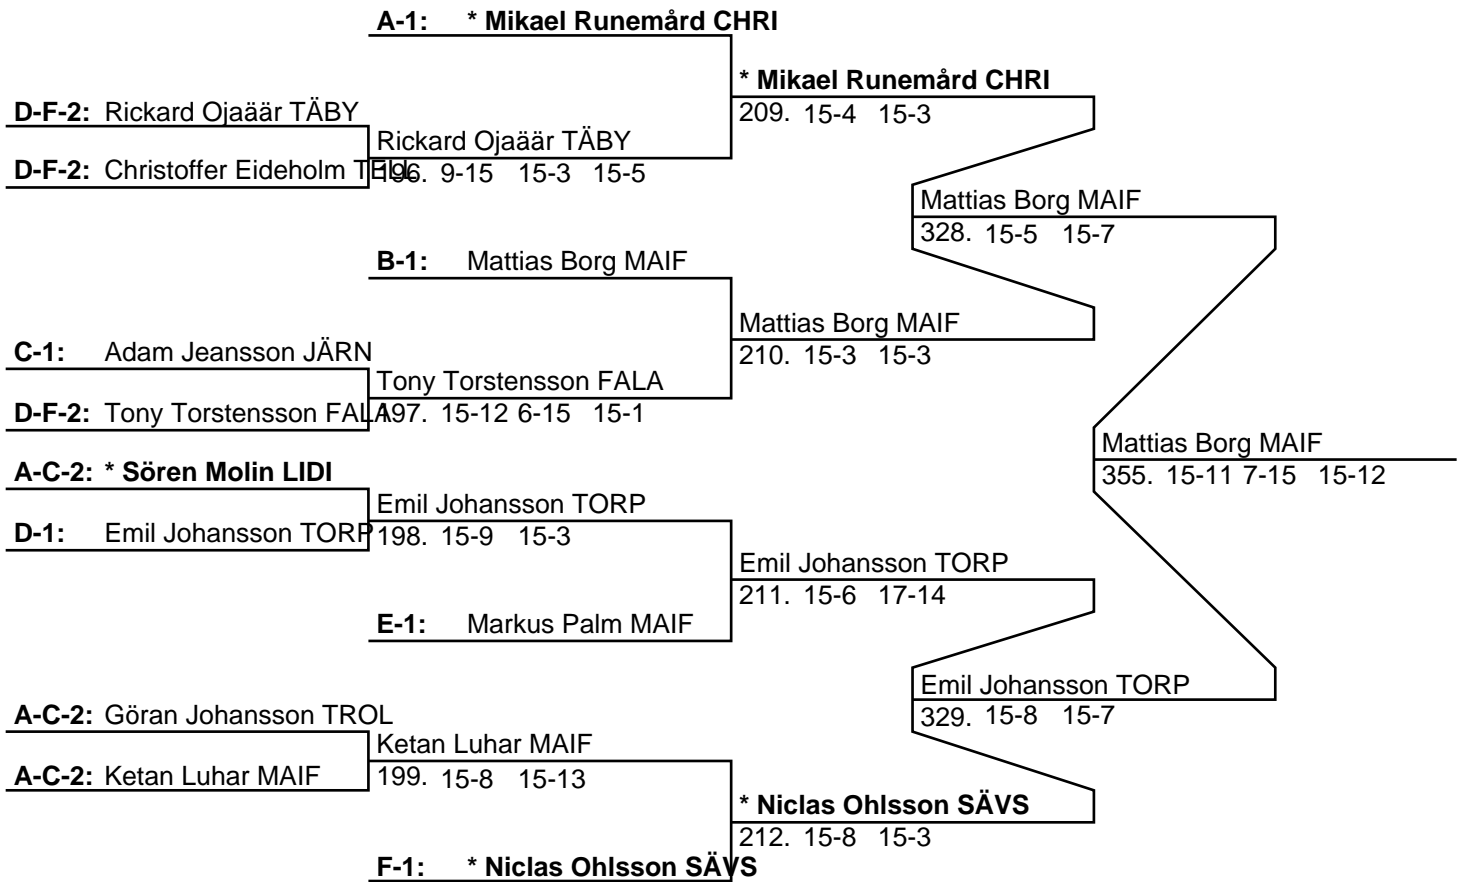 A-1: * Mikael Runemård CHRI
* Mikael Runemård CHRI
D-F-2: Rickard Ojaäär TÄBY
209. 15-4 15-3
Rickard Ojaäär TÄBY
D-F-2: Christoffer Eideholm TELL
196. 9-15 15-3 15-5
Mattias Borg MAIF
328. 15-5 15-7
B-1: Mattias Borg MAIF
Mattias Borg MAIF
C-1: Adam Jeansson JÄRN
210. 15-3 15-3
Tony Torstensson FALA
D-F-2: Tony Torstensson FALA
197. 15-12 6-15 15-1
Mattias Borg MAIF
A-C-2: * Sören Molin LIDI
355. 15-11 7-15 15-12
Emil Johansson TORP
D-1: Emil Johansson TORP
198. 15-9 15-3
Emil Johansson TORP
211. 15-6 17-14
E-1: Markus Palm MAIF
Emil Johansson TORP
A-C-2: Göran Johansson TROL
329. 15-8 15-7
Ketan Luhar MAIF
A-C-2: Ketan Luhar MAIF
199. 15-8 15-13
* Niclas Ohlsson SÄVS
212. 15-8 15-3
F-1: * Niclas Ohlsson SÄVS